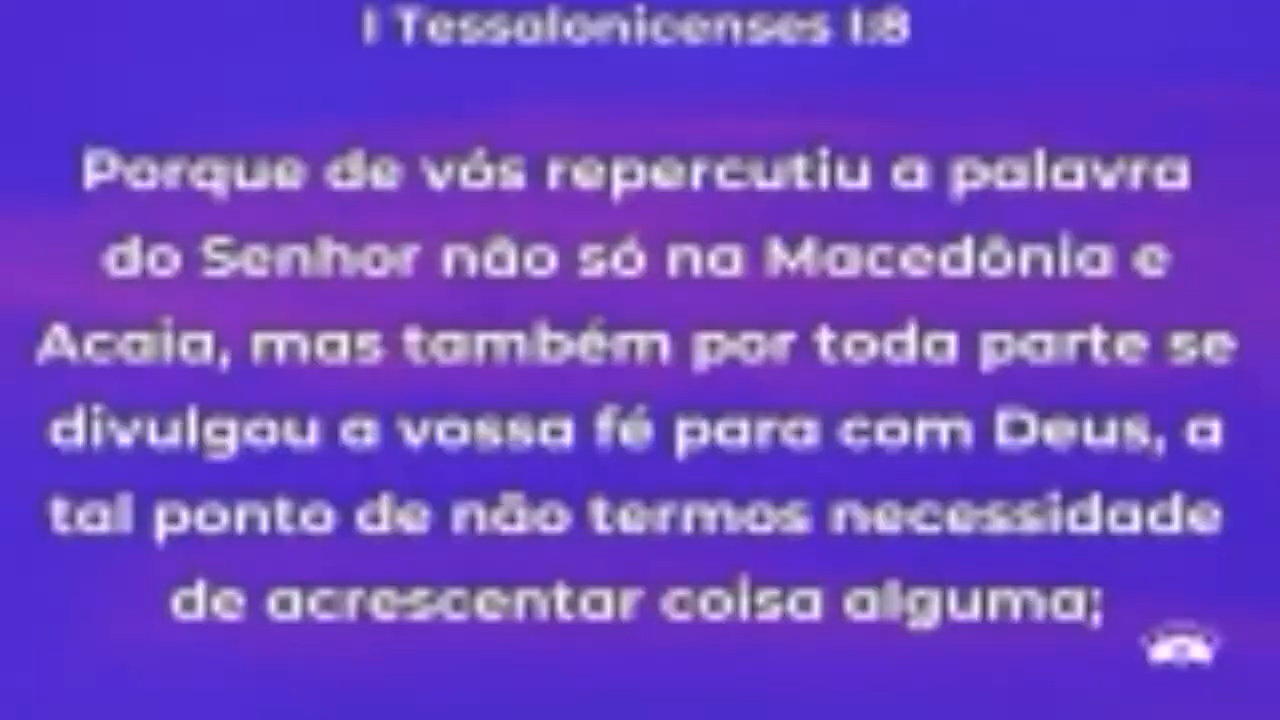 I Tessalonicenses 1:8
Porque de vós repercutiu a palavra
do Senhor não só na Macedônia e
Acaia, mas também por toda parte se
divulgou a vossa fé para com Deus, a
tal ponto de não termos necessidade
de acrescentar coisa alguma;